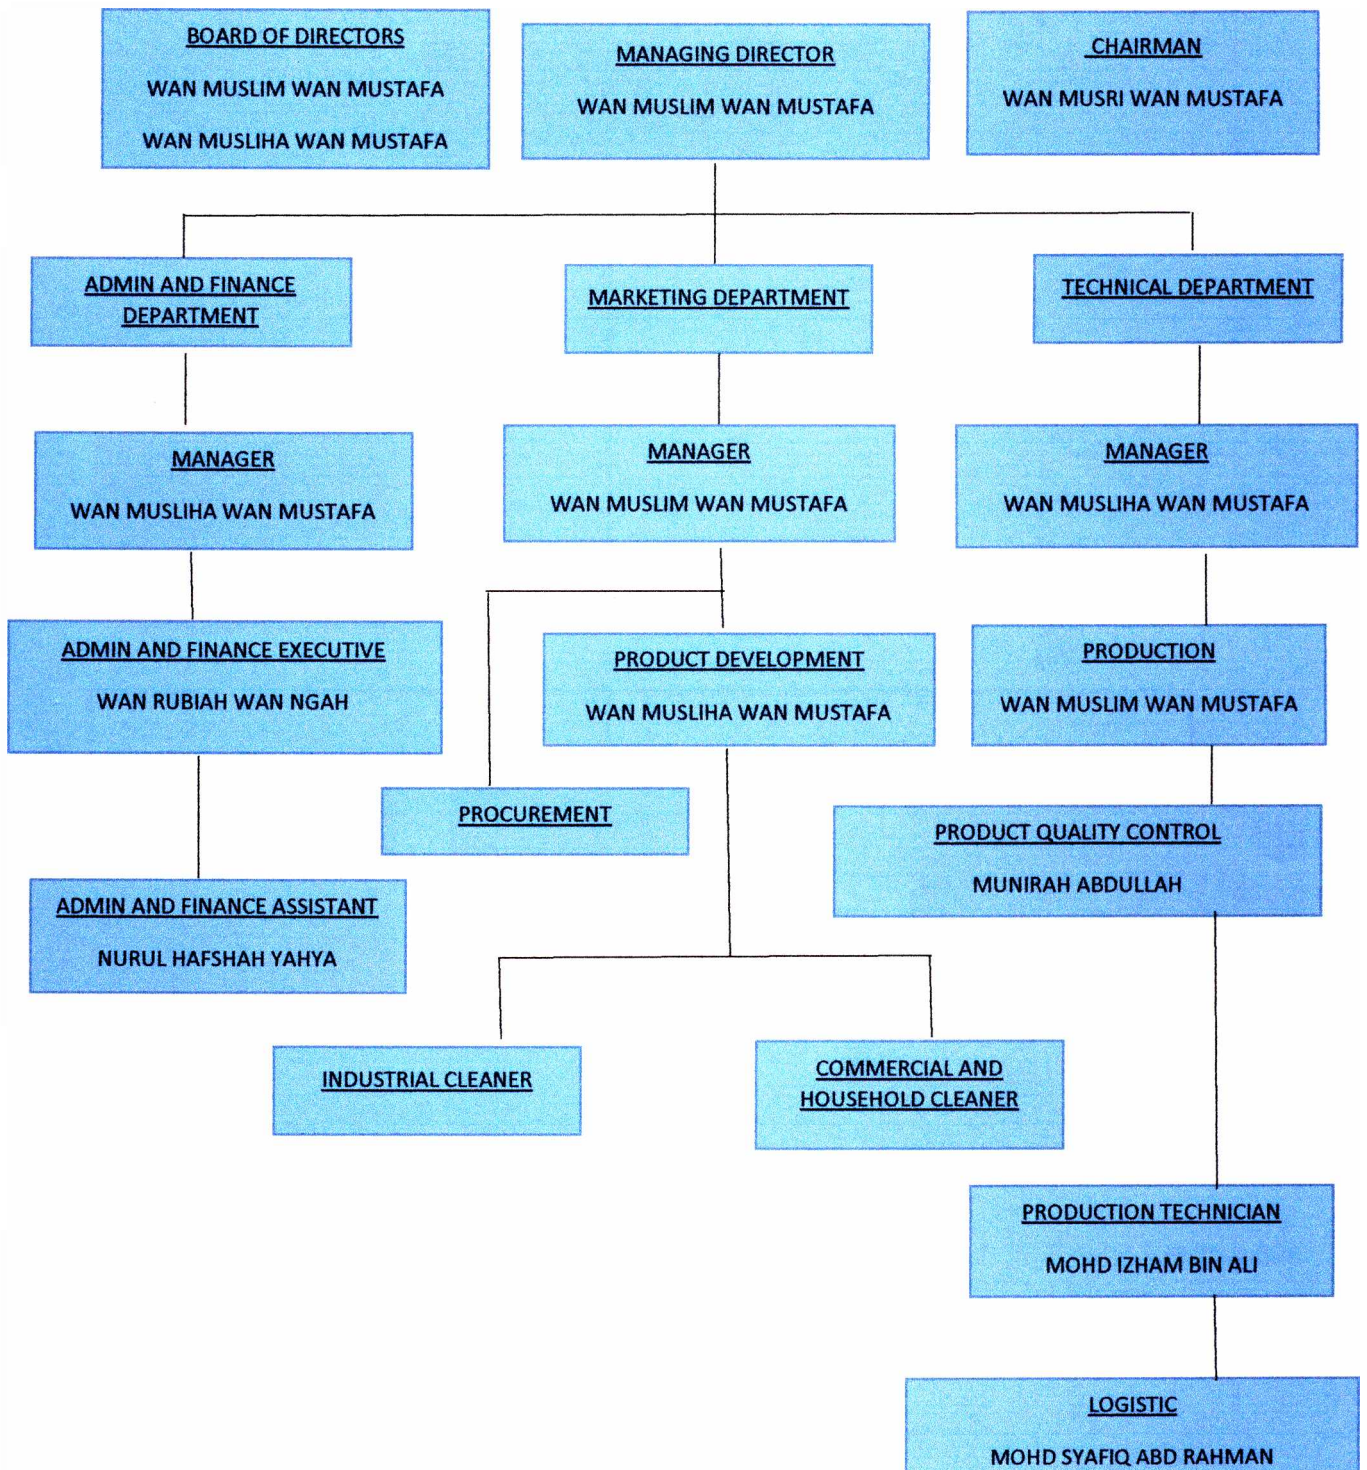 BOARD OF DIRECTORS
WAN MUSLIM WAN MUSTAFA
WAN MUSLIHA WAN MUSTAFA
MANAGING DIRECTOR
WAN MUSLIM WAN MUSTAFA
CHAIRMAN
WAN MUSRI WAN MUSTAFA
ADMIN AND FINANCE
DEPARTMENT
MARKETING DEPARTMENT
TECHNICAL DEPARTMENT
MANAGER
WAN MUSLIHA WAN MUSTAFA
MANAGER
WAN MUSLIM WAN MUSTAFA
MANAGER
WAN MUSLIHA WAN MUSTAFA
ADMIN AND FINANCE EXECUTIVE
WAN RUBIAH WAN NGAH
PRODUCT DEVELOPMENT
WAN MUSLIHA WAN MUSTAFA
PRODUCTION
WAN MUSLIM WAN MUSTAFA
PROCUREMENT
PRODUCT QUALITY CONTROL
MUNIRAH ABDULLAH
ADMIN AND FINANCE ASSISTANT
NURUL HAFSHAH YAHYA
INDUSTRIAL CLEANER
COMMERCIAL AND
HOUSEHOLD CLEANER
PRODUCTION TECHNICIAN
MOHD IZHAM BIN ALI
LOGISTIC
MOHD SYAFIQ ABD RAHMAN